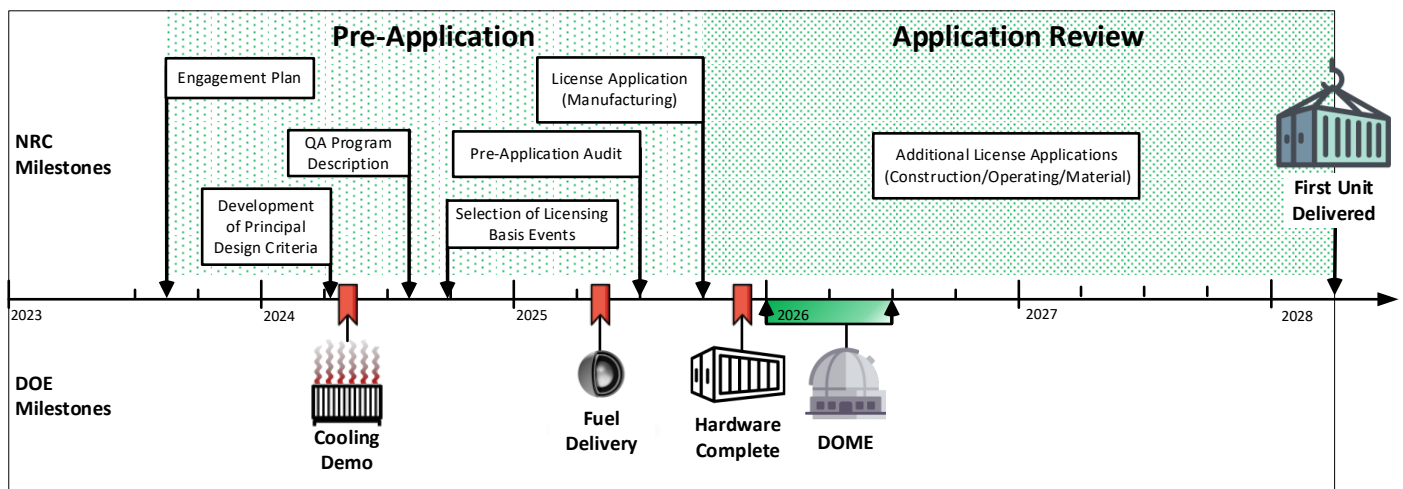 Pre-Application
Application Review
Engagement Plan
License Application
(Manufacturing)
NRC
Milestones
QA Program
Description
Pre-Application Audit
Additional License Applications
(Construction/Operating/Material)
Development
of Principal
Design Criteria
Selection of Licensing
Basis Events
First Unit
Delivered
2023
2024
2025
2026
2027
2028
DOE
Milestones
Cooling
Demo
Fuel
Delivery
Hardware
Complete
DOME